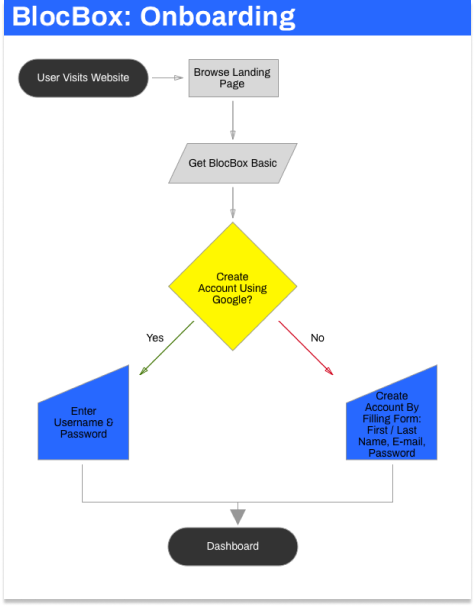 BlocBox: Onboarding
User Visits Website
Browse Landing
Page
Get BlocBox Basic
Create
Account Using
Google?
Yes
No
Enter
Username &
Password
Create
Account By
Filling Form:
First / Last
Name, E-mail,
Password
Dashboard